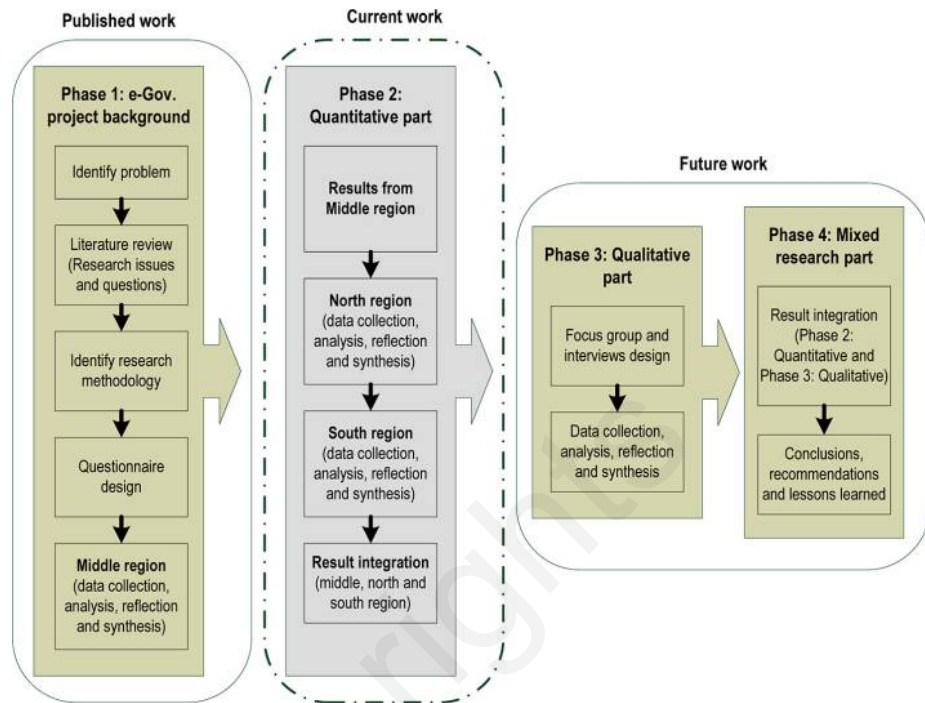 Published work
Phase 1: e-Gov.
project background
Identify problem
Literature review
(Research issues
and questions)
Identify research
methodology
Questionnaire
design
Middle region
(data collection,
analysis, reflection
and synthesis)
Current work
Phase 2:
Quantitative part
Results from
Middle region
North region
(data collection,
analysis, reflection
and synthesis)
South region
(data collection,
analysis, reflection
and synthesis)
Result integration
(middle, north and
south region)
Future work
Phase 3: Qualitative
part
Focus group and
interviews design
Data collection,
analysis, reflection
and synthesis
Phase 4: Mixed
research part
Result integration
(Phase 2:
Quantitative and
Phase 3: Qualitative)
Conclusions,
recommendations
and lessons learned
rights